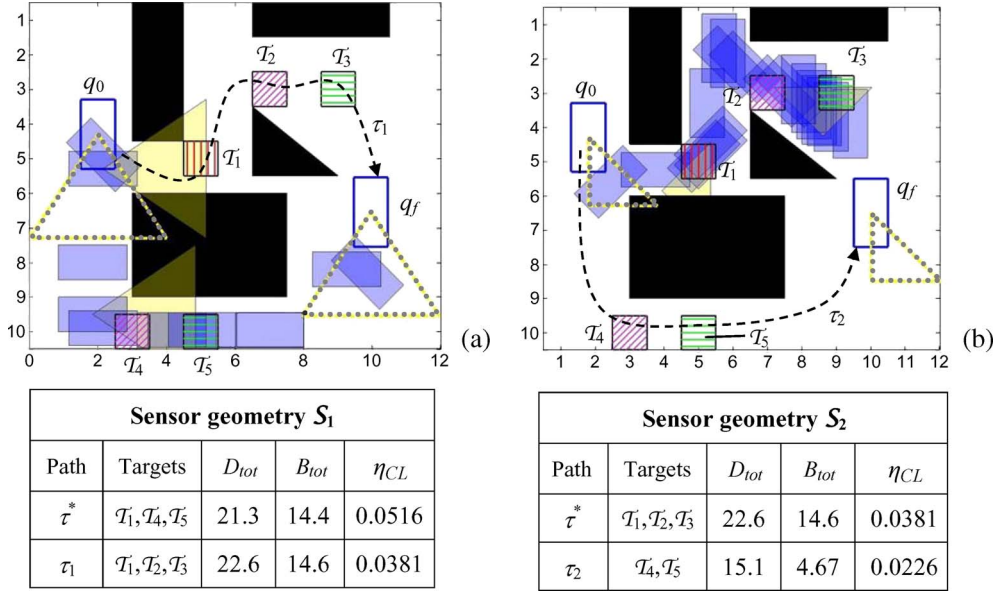 1
2
3
4
5
6
7
8
9
10
0 2 4 6 8 10 12
q0
𝒯2
𝒯3
𝒯1
τ1
qf
𝒯4
𝒯5
(a)
1
2
3
4
5
6
7
8
9
10
1 2 3 4 5 6 7 8 9 10 12
q0
𝒯2
𝒯3
𝒯1
qf
τ2
𝒯4
𝒯5
(b)
Sensor geometry 𝒮1
Path Targets Dtot Btot ηCL
τ* 𝒯1,𝒯4,𝒯5 21.3 14.4 0.0516
τ1 𝒯1,𝒯2,𝒯3 22.6 14.6 0.0381
Sensor geometry 𝒮2
Path Targets Dtot Btot ηCL
τ* 𝒯1,𝒯2,𝒯3 22.6 14.6 0.0381
τ2 𝒯4,𝒯5 15.1 4.67 0.0226